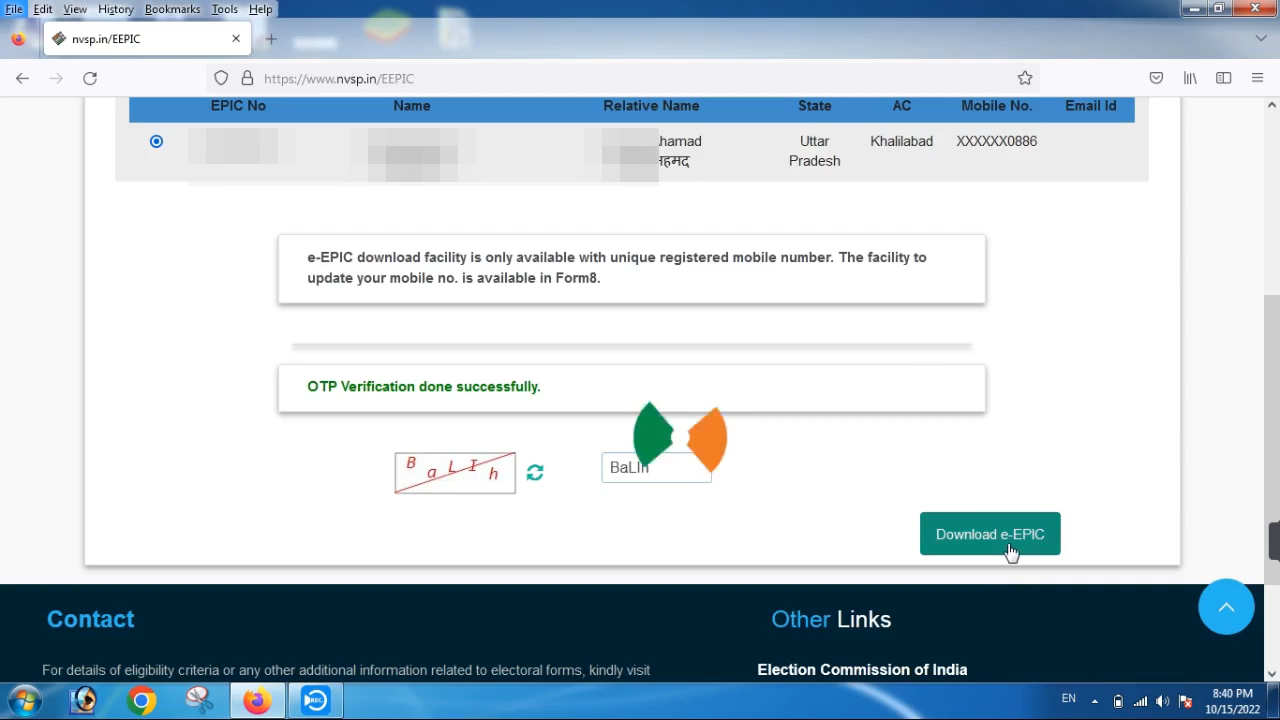 File Edit View History Bookmarks Tools Help
nvsp.in/EEPIC
https://www.nvsp.in/EEPIC
EPIC No Name Relative Name State AC Mobile No. Email Id
Uttar Khalilabad XXXXXX0886
Pradesh
e-EPIC download facility is only available with unique registered mobile number. The facility to
update your mobile no. is available in Form8.
OTP Verification done successfully.
BaLIh
BaLIh
Download e-EPIC
Contact
Other Links
For details of eligibility criteria or any other additional information related to electoral forms, kindly visit
Election Commission of India
REC
EN
8:40 PM
10/15/2022